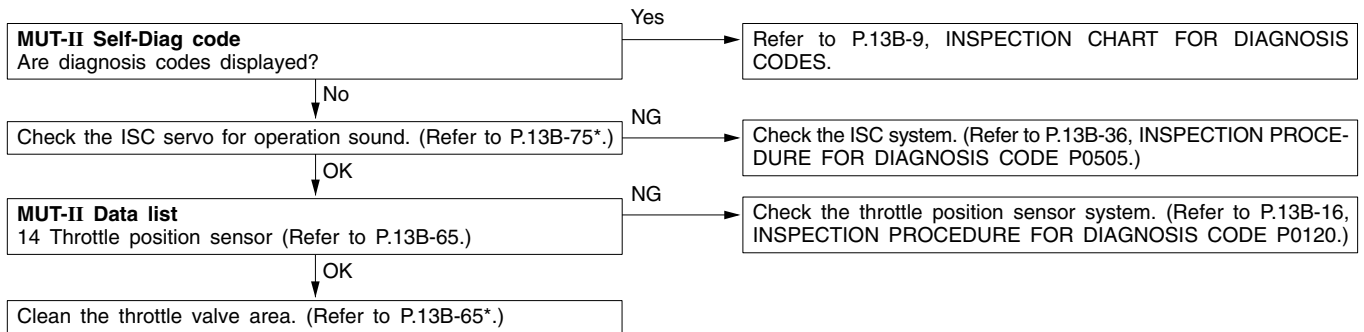 MUT-II Self-Diag code
Are diagnosis codes displayed?
Yes
Refer to P.13B-9, INSPECTION CHART FOR DIAGNOSIS
CODES.
No
Check the ISC servo for operation sound. (Refer to P.13B-75*.)
NG
Check the ISC system. (Refer to P.13B-36, INSPECTION PROCE-
DURE FOR DIAGNOSIS CODE P0505.)
OK
MUT-II Data list
14 Throttle position sensor (Refer to P.13B-65.)
NG
Check the throttle position sensor system. (Refer to P.13B-16,
INSPECTION PROCEDURE FOR DIAGNOSIS CODE P0120.)
OK
Clean the throttle valve area. (Refer to P.13B-65*.)